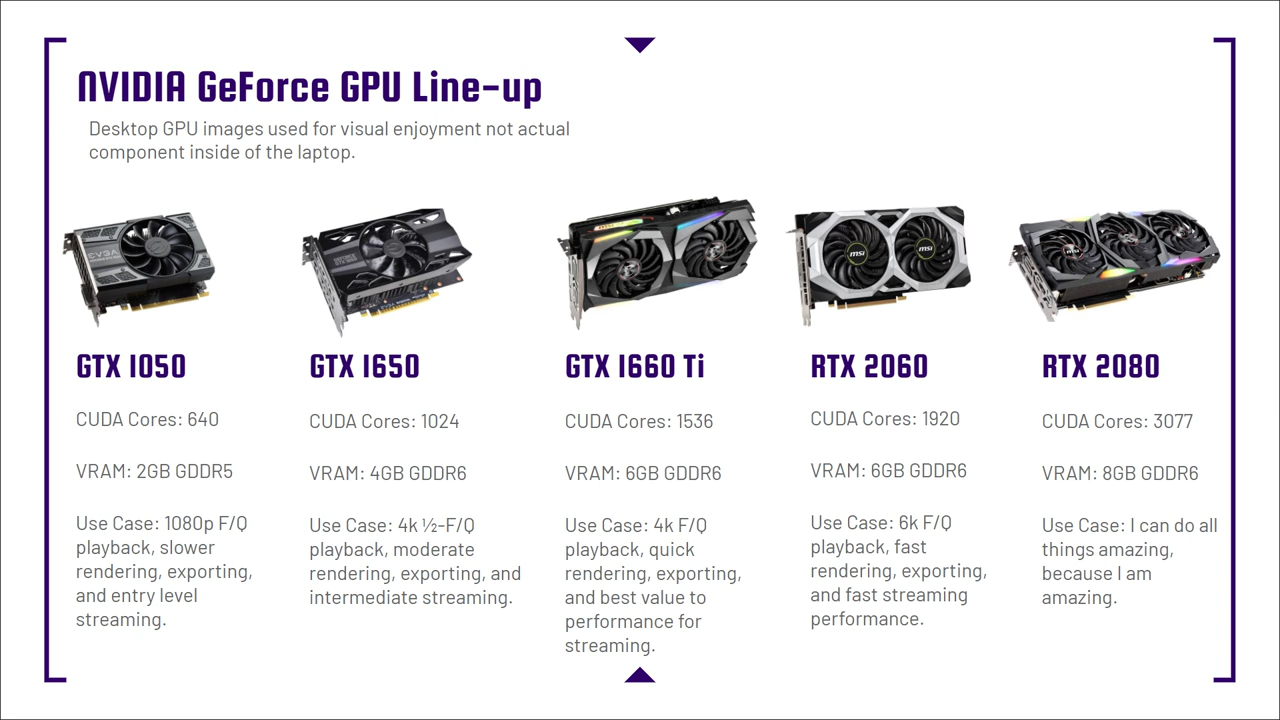 NVIDIA GeForce GPU Line-up
Desktop GPU images used for visual enjoyment not actual
component inside of the laptop.
EVGA
msi
msi
GTX 1050
CUDA Cores: 640
VRAM: 2GB GDDR5
Use Case: 1080p F/Q
playback, slower
rendering, exporting,
and entry level
streaming.
GTX 1650
CUDA Cores: 1024
VRAM: 4GB GDDR6
Use Case: 4k ½-F/Q
playback, moderate
rendering, exporting, and
intermediate streaming.
GTX 1660 Ti
CUDA Cores: 1536
VRAM: 6GB GDDR6
Use Case: 4k F/Q
playback, quick
rendering, exporting,
and best value to
performance for
streaming.
RTX 2060
CUDA Cores: 1920
VRAM: 6GB GDDR6
Use Case: 6k F/Q
playback, fast
rendering, exporting,
and fast streaming
performance.
RTX 2080
CUDA Cores: 3077
VRAM: 8GB GDDR6
Use Case: I can do all
things amazing,
because I am
amazing.